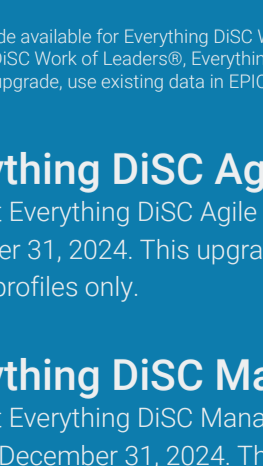 de available for Everything DiSC W
DiSC Work of Leaders®, Everythin
upgrade, use existing data in EPIC
ything DiSC Ag
t Everything DiSC Agile
er 31, 2024. This upgra
profiles only.
ything DiSC Ma
t Everything DiSC Mana
December 31, 2024. Th